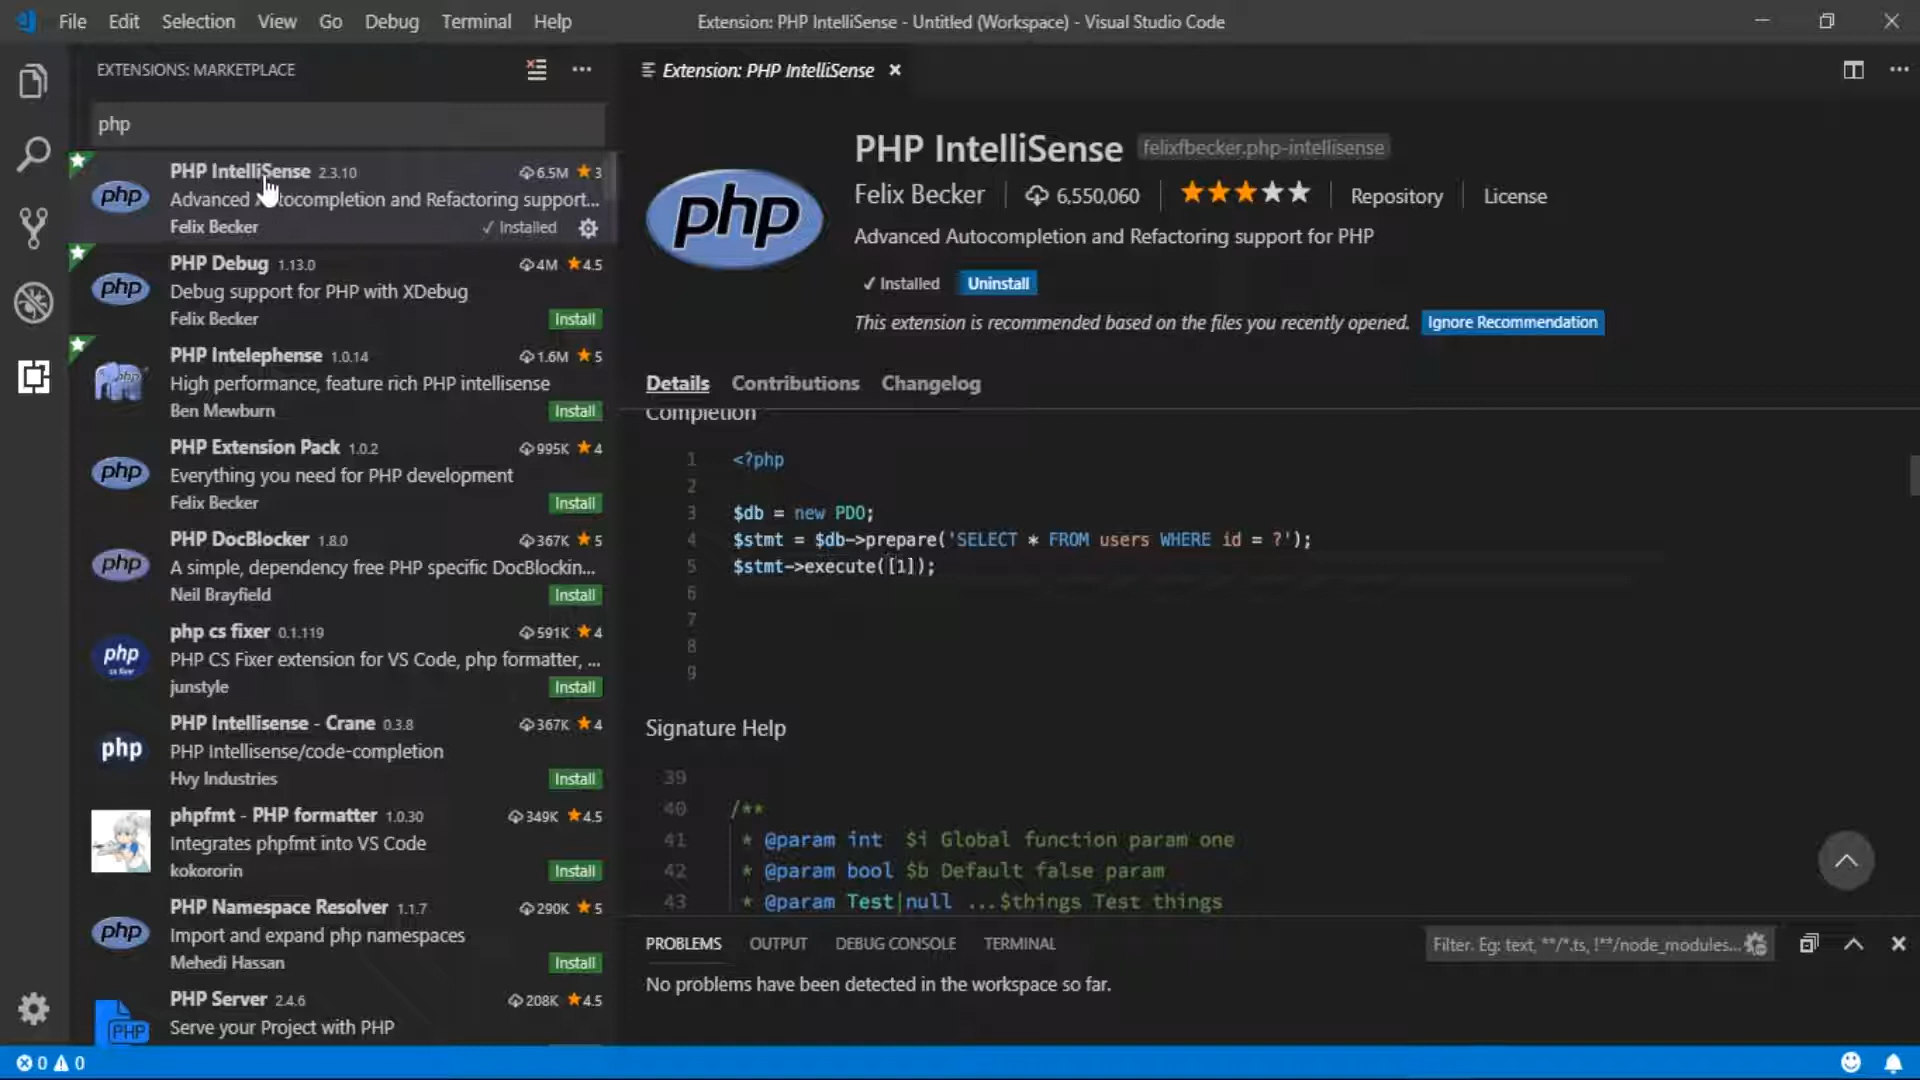 File Edit Selection View Go Debug Terminal Help
Extension: PHP IntelliSense - Untitled (Workspace) - Visual Studio Code
EXTENSIONS: MARKETPLACE
php
PHP IntelliSense 2.3.10 6.5M ★ 3
Advanced Autocompletion and Refactoring support...
Felix Becker ✓ Installed
php
PHP Debug 1.13.0 4M ★ 4.5
Debug support for PHP with XDebug
Felix Becker Install
php
PHP Intelephense 1.0.14 1.6M ★ 5
High performance, feature rich PHP intellisense
Ben Mewburn Install
php
PHP Extension Pack 1.0.2 995K ★ 4
Everything you need for PHP development
Felix Becker Install
php
PHP DocBlocker 1.8.0 367K ★ 5
A simple, dependency free PHP specific DocBlockin...
Neil Brayfield Install
php
php cs fixer 0.1.119 591K ★ 4
PHP CS Fixer extension for VS Code, php formatter, ...
junstyle Install
php
cs fixer
PHP Intellisense - Crane 0.3.8 367K ★ 4
PHP Intellisense/code-completion
Hvy Industries Install
php
phpfmt - PHP formatter 1.0.30 349K ★ 4.5
Integrates phpfmt into VS Code
kokororin Install
PHP Namespace Resolver 1.1.7 290K ★ 5
Import and expand php namespaces
Mehedi Hassan Install
php
PHP Server 2.4.6 208K ★ 4.5
Serve your Project with PHP
PHP
Extension: PHP IntelliSense
php
PHP IntelliSense felixfbecker.php-intellisense
Felix Becker 6,550,060 ★★★☆☆ Repository License
Advanced Autocompletion and Refactoring support for PHP
✓ Installed Uninstall
This extension is recommended based on the files you recently opened. Ignore Recommendation
Details Contributions Changelog
Completion
1 <?php
2
3 $db = new PDO;
4 $stmt = $db->prepare('SELECT * FROM users WHERE id = ?');
5 $stmt->execute([1]);
6
7
8
9
Signature Help
39
40 /**
41 * @param int $i Global function param one
42 * @param bool $b Default false param
43 * @param Test|null ...$things Test things
PROBLEMS OUTPUT DEBUG CONSOLE TERMINAL
Filter. Eg: text, **/*.ts, !**/node_modules...
No problems have been detected in the workspace so far.
0 0